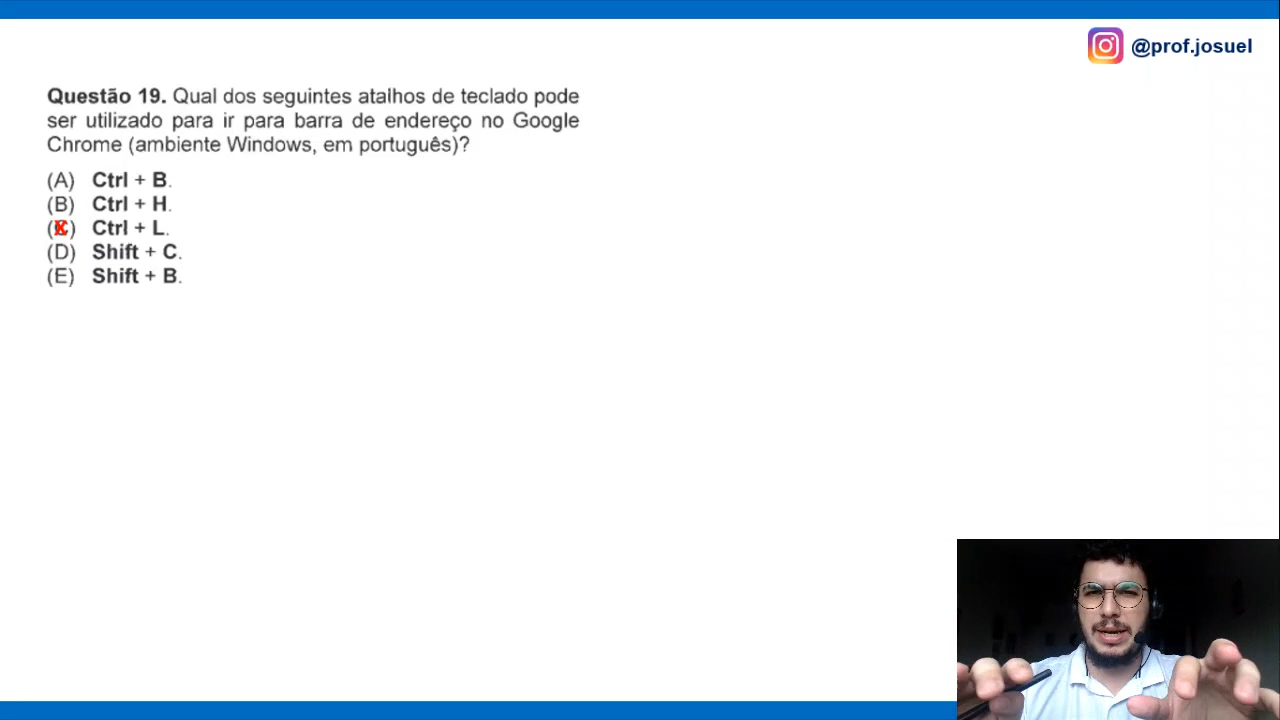 @prof.josuel
Questão 19. Qual dos seguintes atalhos de teclado pode
ser utilizado para ir para barra de endereço no Google
Chrome (ambiente Windows, em português)?
(A) Ctrl + B.
(B) Ctrl + H.
(C) Ctrl + L.
(D) Shift + C.
(E) Shift + B.